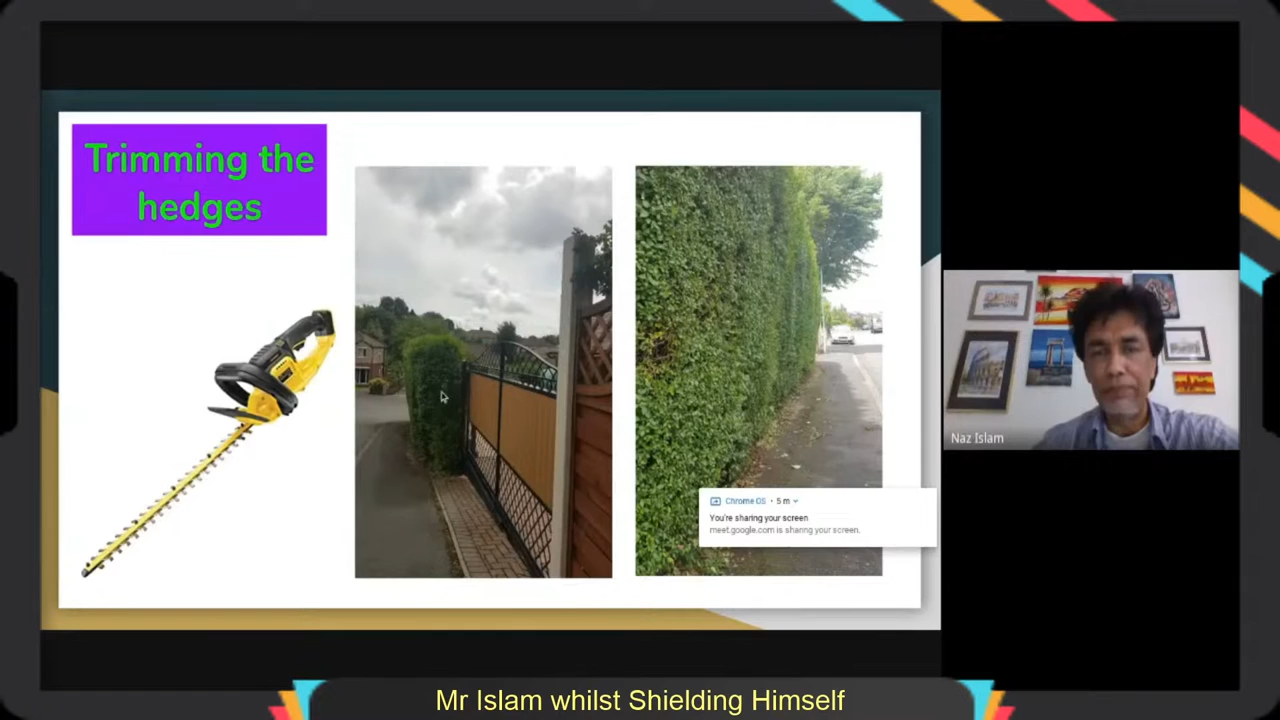 Trimming the
hedges
Naz Islam
Chrome OS • 5 m
You're sharing your screen
meet.google.com is sharing your screen.
Mr Islam whilst Shielding Himself